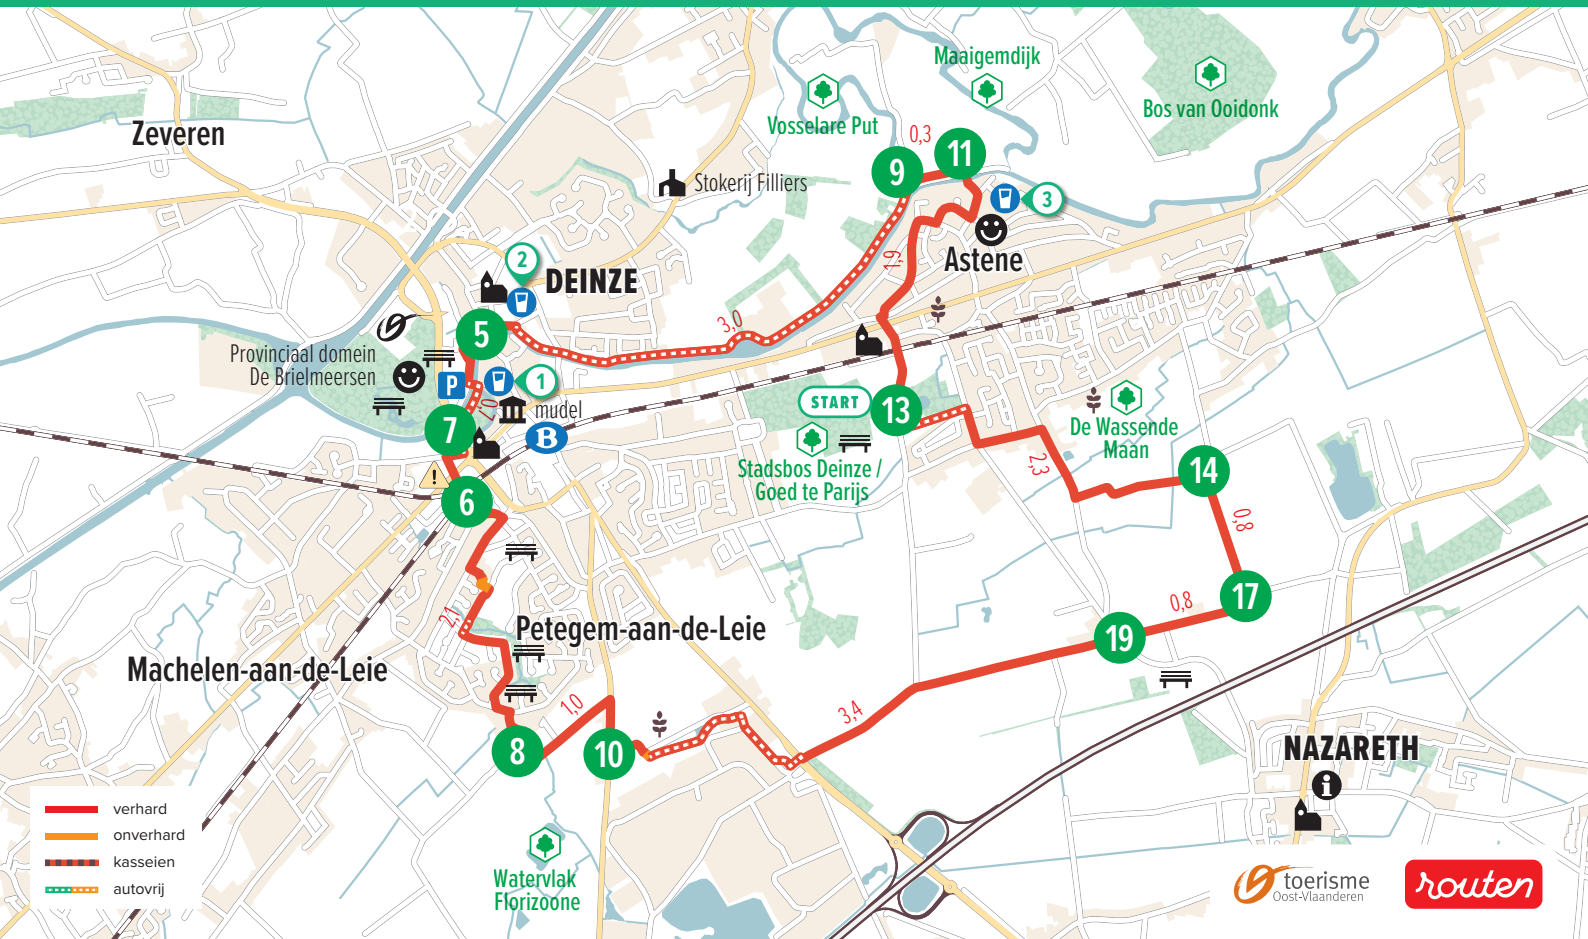 Maaigemdijk
Bos van Ooidonk
Vosselare Put
Zeveren
0,3
9
11
Stokerij Filliers
3
Astene
2
DEINZE
1,9
5
3,0
Provinciaal domein
De Brielmeersen
P
1
0,7
mudel
B
7
START
13
De Wassende
Maan
Stadsbos Deinze /
Goed te Parijs
2,3
14
!
6
0,8
17
0,8
19
2,1
Petegem-aan-de-Leie
Machelen-aan-de-Leie
1,0
3,4
8
10
NAZARETH
i
verhard
onverhard
kasseien
autovrij
Watervlak
Florizoone
toerisme
Oost-Vlaanderen
routen